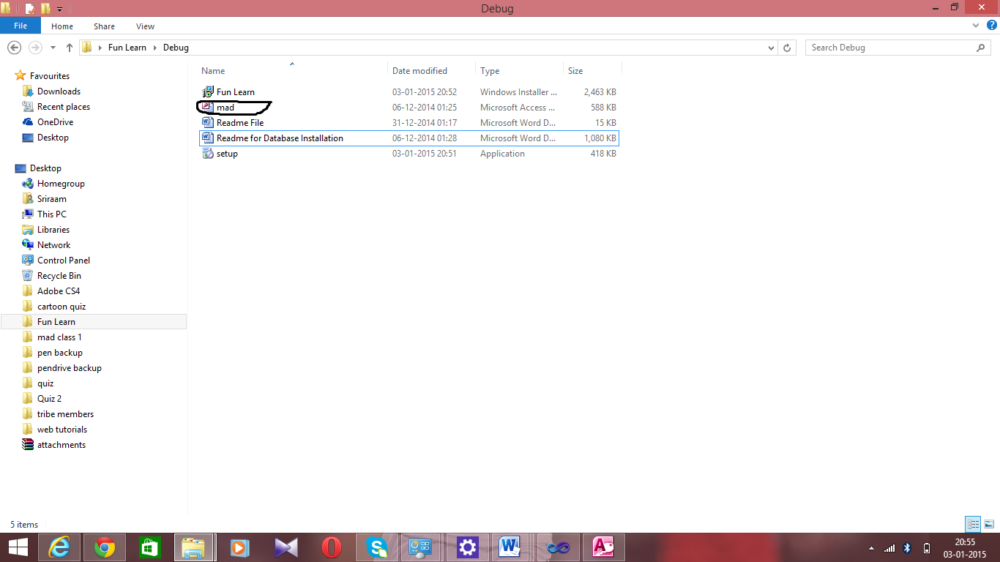 Debug
File Home Share View
Fun Learn Debug Search Debug
Name Date modified Type Size
Fun Learn 03-01-2015 20:52 Windows Installer ... 2,463 KB
mad 06-12-2014 01:25 Microsoft Access ... 588 KB
Readme File 31-12-2014 01:17 Microsoft Word D... 15 KB
Readme for Database Installation 06-12-2014 01:28 Microsoft Word D... 1,080 KB
setup 03-01-2015 20:51 Application 418 KB
Favourites
Downloads
Recent places
OneDrive
Desktop
Desktop
Homegroup
Sriraam
This PC
Libraries
Network
Control Panel
Recycle Bin
Adobe CS4
cartoon quiz
Fun Learn
mad class 1
pen backup
pendrive backup
quiz
Quiz 2
tribe members
web tutorials
attachments
5 items
20:55
03-01-2015